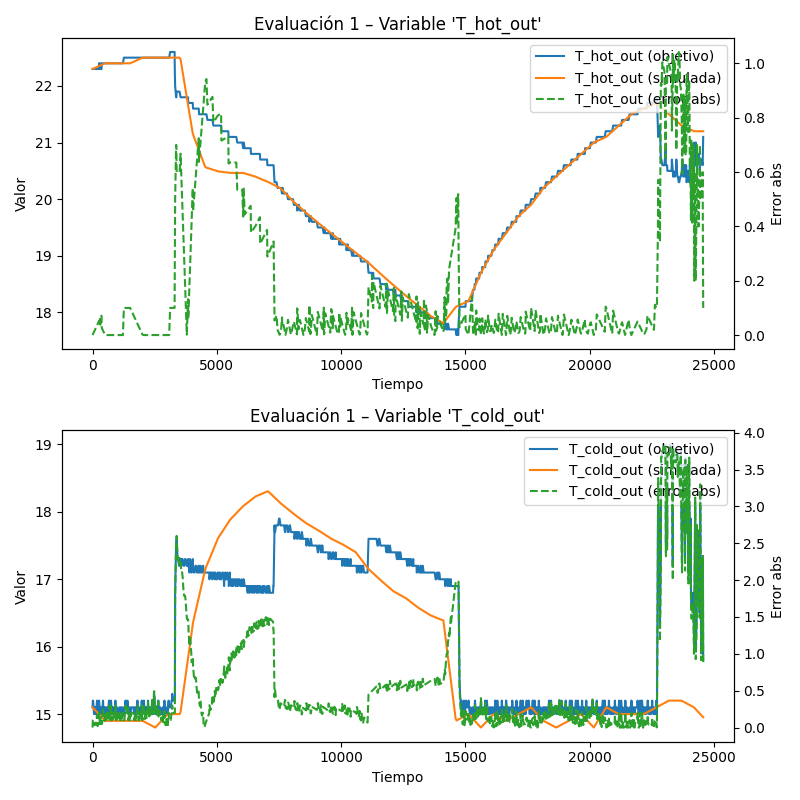 Evaluación 1 – Variable 'T_hot_out'
T_hot_out (objetivo)
T_hot_out (simulada)
T_hot_out (error abs)
Valor
22
21
20
19
18
1.0
0.8
0.6
0.4
0.2
0.0
Error abs
0 5000 10000 15000 20000 25000
Tiempo
Evaluación 1 – Variable 'T_cold_out'
T_cold_out (objetivo)
T_cold_out (simulada)
T_cold_out (error abs)
Valor
19
18
17
16
15
4.0
3.5
3.0
2.5
2.0
1.5
1.0
0.5
0.0
Error abs
0 5000 10000 15000 20000 25000
Tiempo